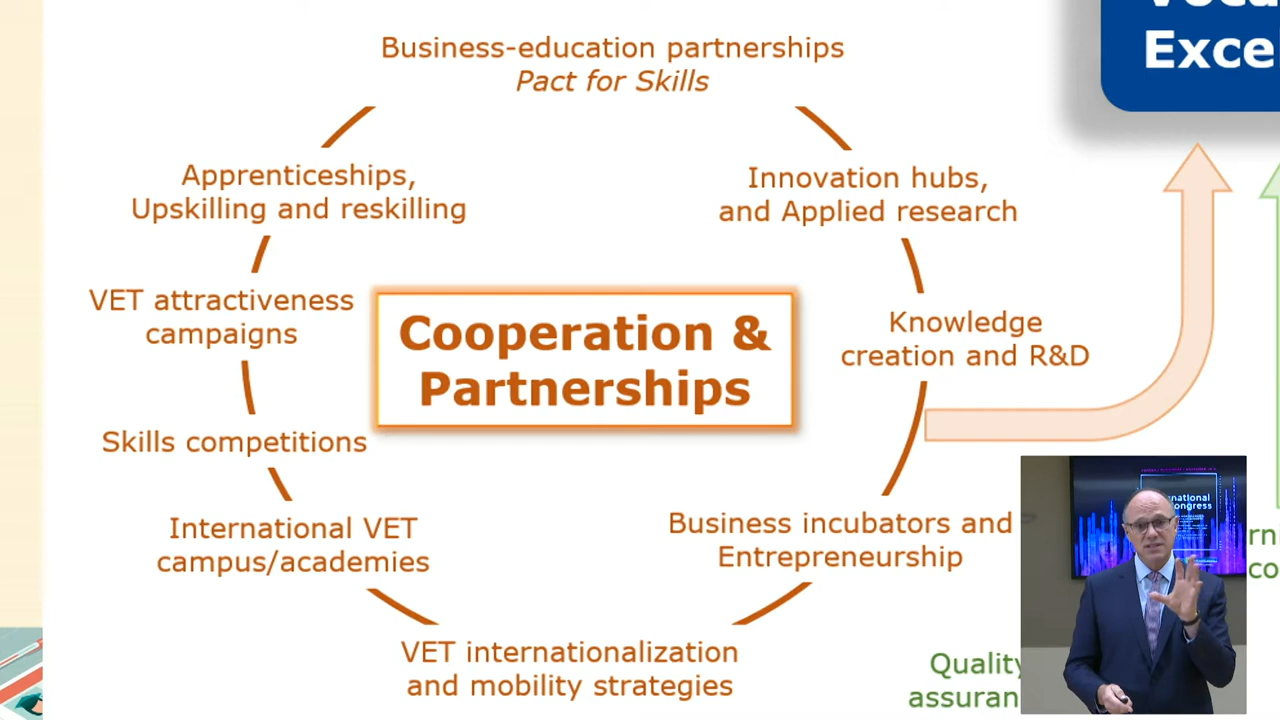 Business-education partnerships
Pact for Skills
Apprenticeships,
Upskilling and reskilling
Innovation hubs,
and Applied research
VET attractiveness
campaigns
Cooperation &
Partnerships
Knowledge
creation and R&D
Skills competitions
International VET
campus/academies
Business incubators and
Entrepreneurship
VET internationalization
and mobility strategies
Quality